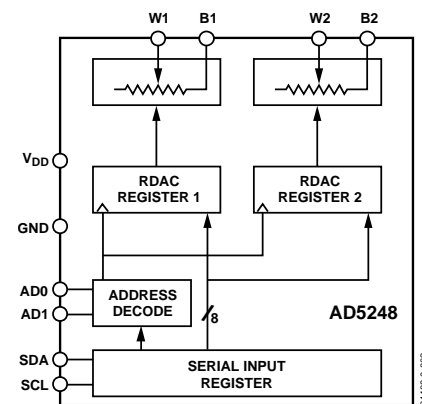 W1 B1 W2 B2
VDD
RDAC
REGISTER 1
RDAC
REGISTER 2
GND
AD0
AD1
ADDRESS
DECODE
8
AD5248
SDA
SCL
SERIAL INPUT
REGISTER